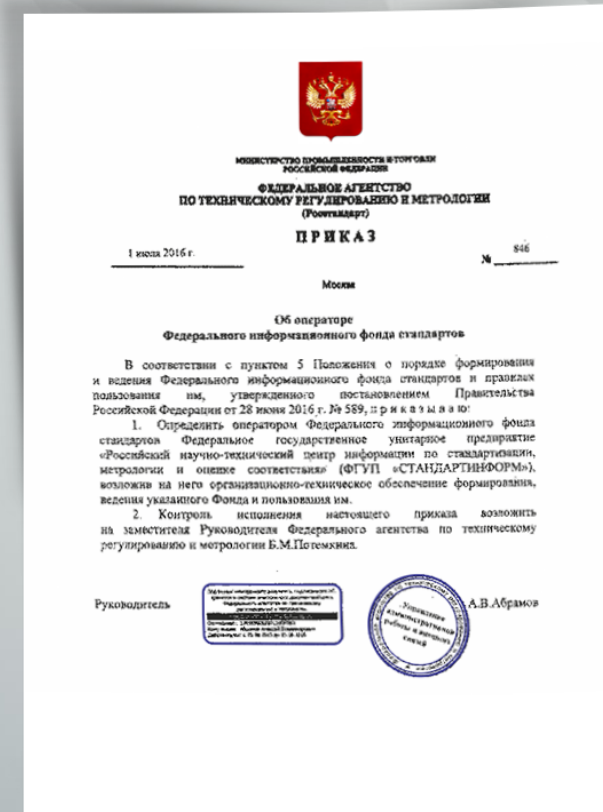 МИНИСТЕРСТВО ПРОМЫШЛЕННОСТИ И ТОРГОВЛИ
РОССИЙСКОЙ ФЕДЕРАЦИИ
ФЕДЕРАЛЬНОЕ АГЕНТСТВО
ПО ТЕХНИЧЕСКОМУ РЕГУЛИРОВАНИЮ И МЕТРОЛОГИИ
(Росстандарт)
ПРИКАЗ
1 июля 2016 г. № 846
Москва
Об операторе
Федерального информационного фонда стандартов
В соответствии с пунктом 5 Положения о порядке формирования
и ведения Федерального информационного фонда стандартов и правилах
пользования им, утвержденного постановлением Правительства
Российской Федерации от 28 июня 2016 г. № 589, п р и к а з ы в а ю:
1. Определить оператором Федерального информационного фонда
стандартов Федеральное государственное унитарное предприятие
«Российский научно-технический центр информации по стандартизации,
метрологии и оценке соответствия» (ФГУП «СТАНДАРТИНФОРМ»),
возложив на него организационно-техническое обеспечение формирования,
ведения указанного Фонда и пользования им.
2. Контроль исполнения настоящего приказа возложить
на заместителя Руководителя Федерального агентства по техническому
регулированию и метрологии Б.М.Потемкина.
Руководитель А.В.Абрамов
Управление
административной
работы и внешних
связей